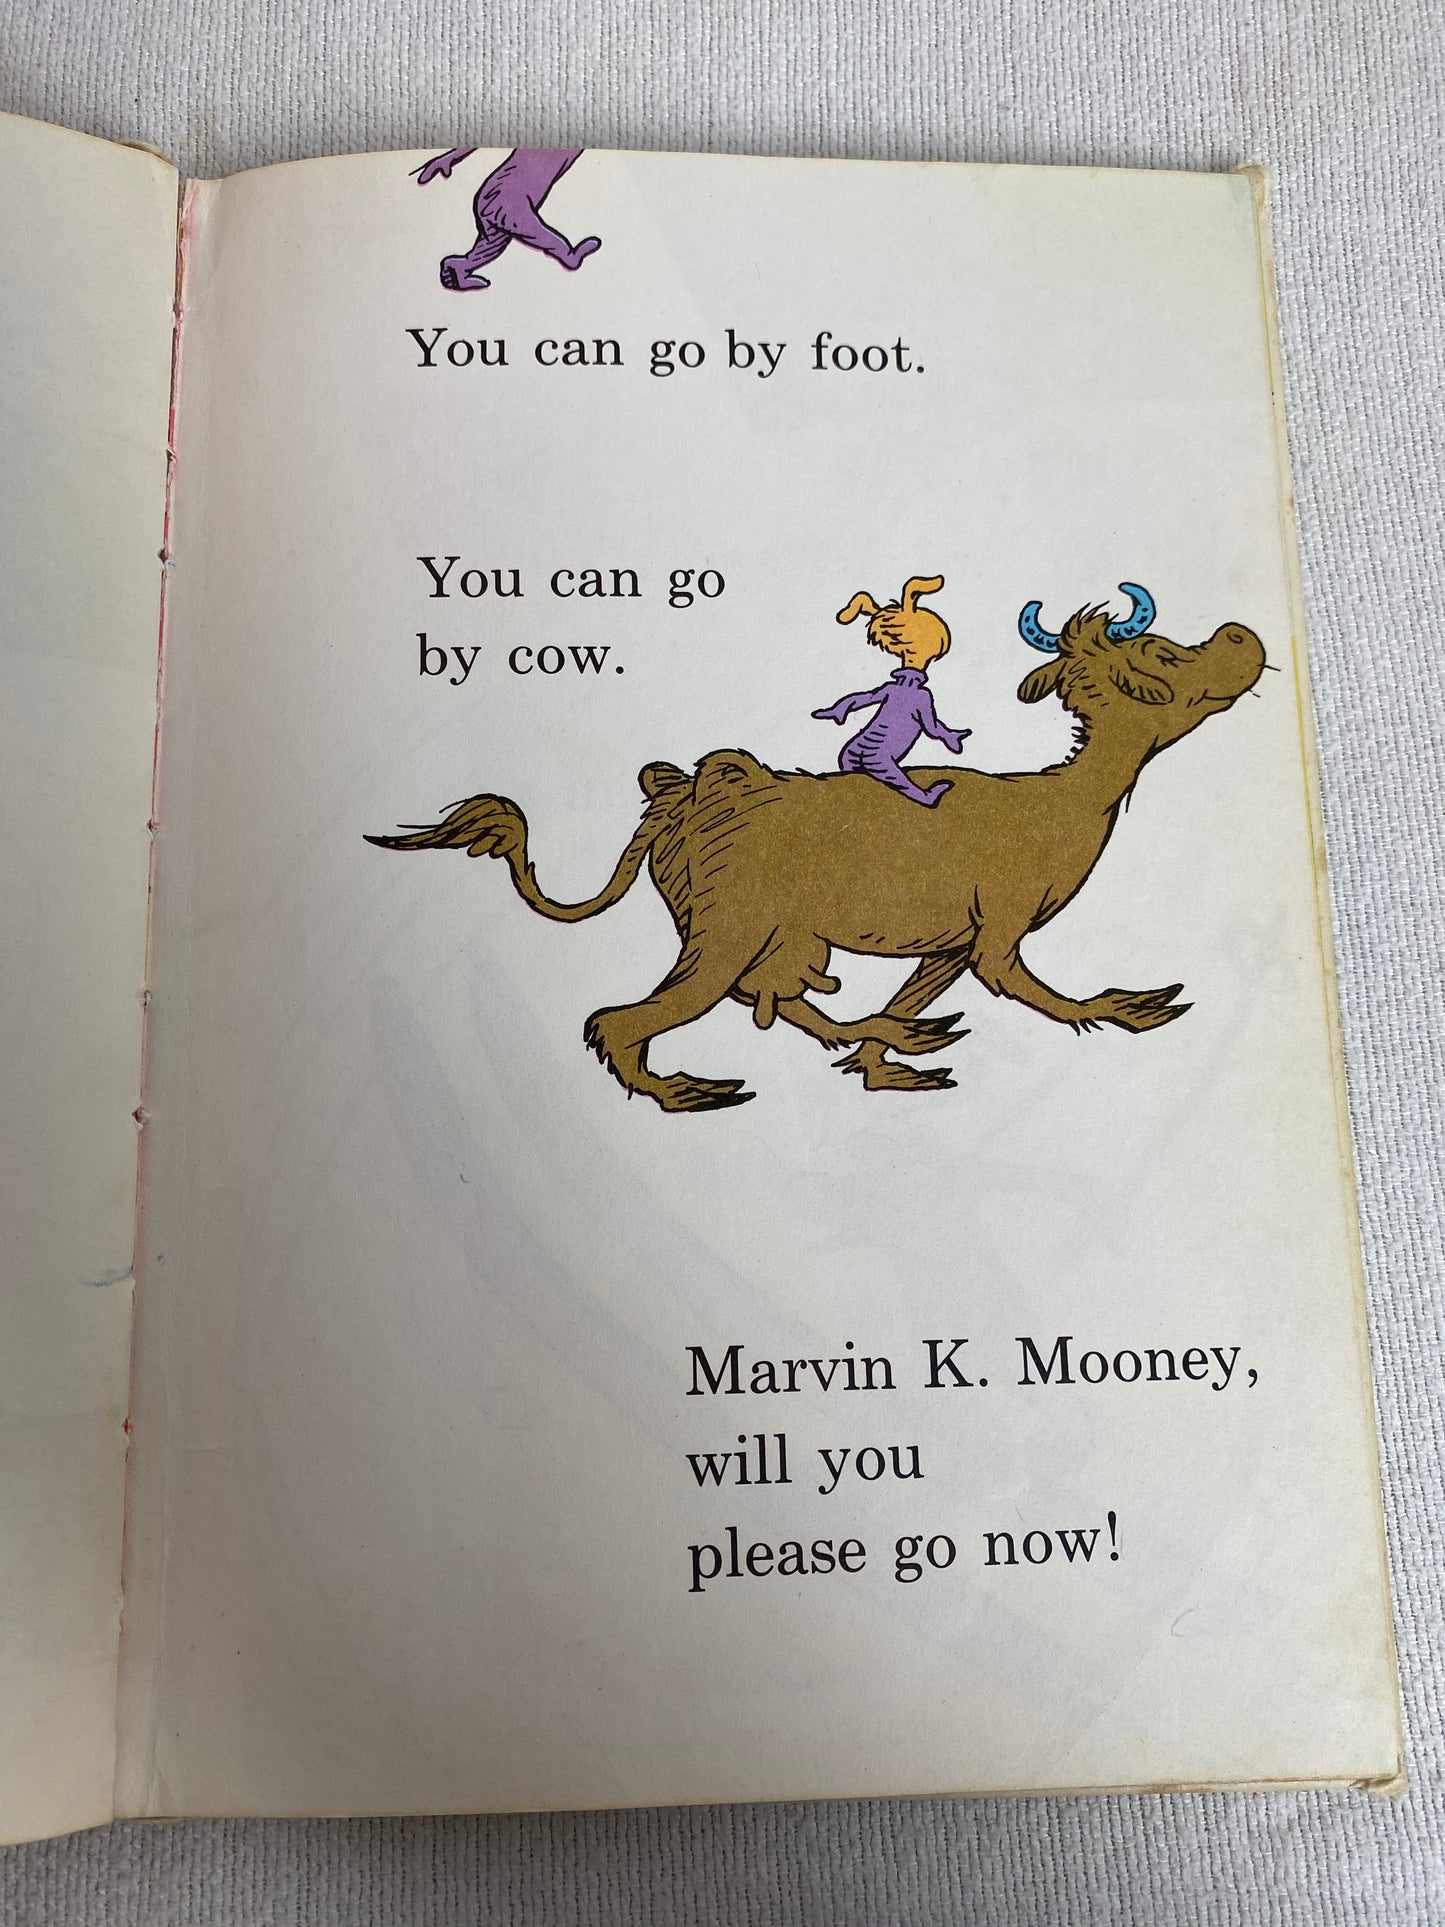 You can go by foot.
You can go
by cow.
Marvin K. Mooney,
will you
please go now!